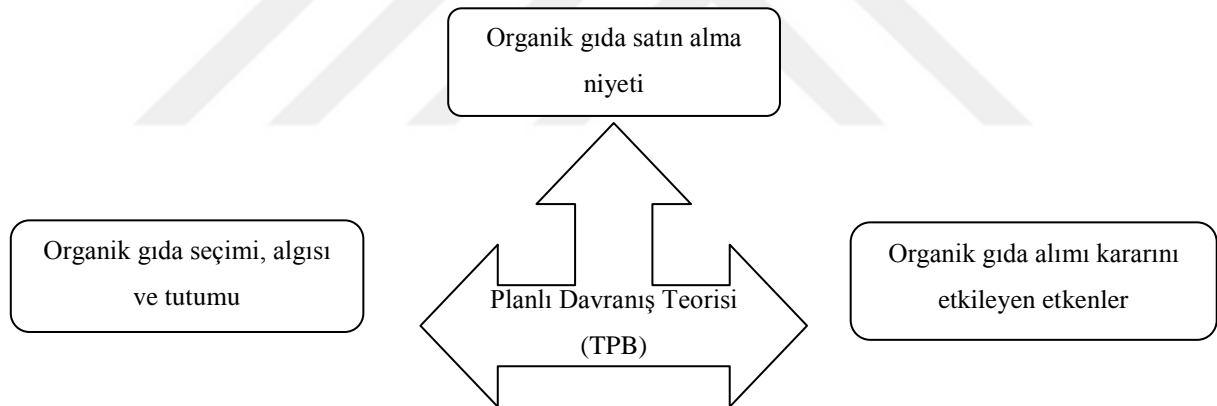 Organik gıda satın alma
niyeti
Organik gıda seçimi, algısı
ve tutumu
Planlı Davranış Teorisi
(TPB)
Organik gıda alımı kararını
etkileyen etkenler